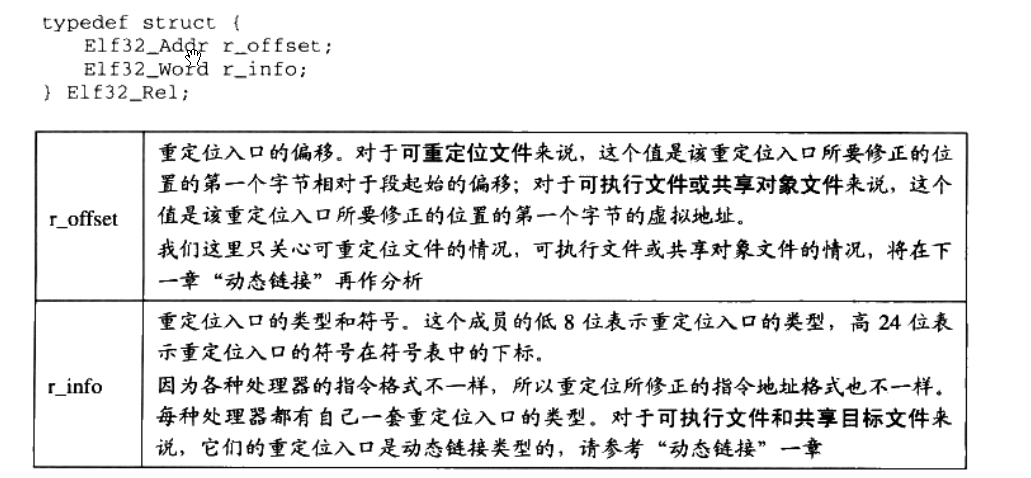 typedef struct {
Elf32_Addr r_offset;
Elf32_Word r_info;
} Elf32_Rel;
r_offset
重定位入口的偏移。对于可重定位文件来说，这个值是该重定位入口所要修正的位
置的第一个字节相对于段起始的偏移；对于可执行文件或共享对象文件来说，这个
值是该重定位入口所要修正的位置的第一个字节的虚拟地址。
我们这里只关心可重定位文件的情况，可执行文件或共享对象文件的情况，将在下
一章“动态链接”再作分析
r_info
重定位入口的类型和符号。这个成员的低 8 位表示重定位入口的类型，高 24 位表
示重定位入口的符号在符号表中的下标。
因为各种处理器的指令格式不一样，所以重定位所修正的指令地址格式也不一样。
每种处理器都有自己一套重定位入口的类型。对于可执行文件和共享目标文件来
说，它们的重定位入口是动态链接类型的，请参考“动态链接”一章